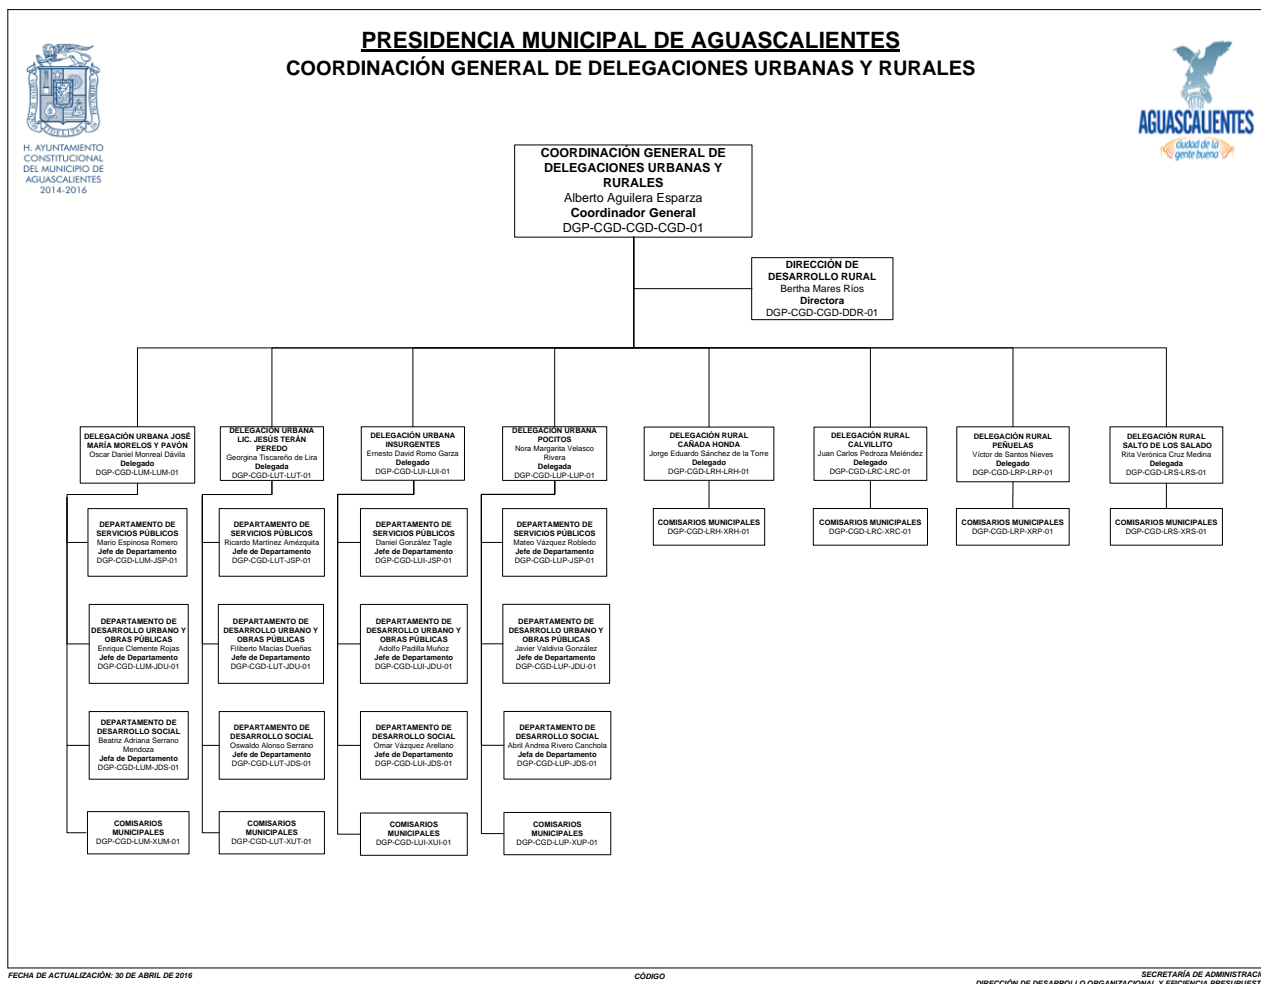 PRESIDENCIA MUNICIPAL DE AGUASCALIENTES
COORDINACIÓN GENERAL DE DELEGACIONES URBANAS Y RURALES
H. AYUNTAMIENTO
CONSTITUCIONAL
DEL MUNICIPIO DE
AGUASCALIENTES
2014-2016
AGUASCALIENTES
ciudad de la
gente buena
COORDINACIÓN GENERAL DE
DELEGACIONES URBANAS Y
RURALES
Alberto Aguilera Esparza
Coordinador General
DGP-CGD-CGD-CGD-01
DIRECCIÓN DE
DESARROLLO RURAL
Bertha Mares Ríos
Directora
DGP-CGD-CGD-DDR-01
DELEGACIÓN URBANA JOSÉ
MARÍA MORELOS Y PAVÓN
Oscar Daniel Monreal Dávila
Delegado
DGP-CGD-LUM-LUM-01
DELEGACIÓN URBANA
LIC. JESÚS TERÁN
PEREDO
Georgina Tiscareño de Lira
Delegada
DGP-CGD-LUT-LUT-01
DELEGACIÓN URBANA
INSURGENTES
Ernesto David Romo Garza
Delegado
DGP-CGD-LUI-LUI-01
DELEGACIÓN URBANA
POCITOS
Nora Margarita Velasco
Rivera
Delegada
DGP-CGD-LUP-LUP-01
DELEGACIÓN RURAL
CAÑADA HONDA
Jorge Eduardo Sánchez de la Torre
Delegado
DGP-CGD-LRH-LRH-01
DELEGACIÓN RURAL
CALVILLITO
Juan Carlos Pedroza Meléndez
Delegado
DGP-CGD-LRC-LRC-01
DELEGACIÓN RURAL
PEÑUELAS
Víctor de Santos Nieves
Delegado
DGP-CGD-LRP-LRP-01
DELEGACIÓN RURAL
SALTO DE LOS SALADO
Rita Verónica Cruz Medina
Delegada
DGP-CGD-LRS-LRS-01
DEPARTAMENTO DE
SERVICIOS PÚBLICOS
Mario Espinosa Romero
Jefe de Departamento
DGP-CGD-LUM-JSP-01
DEPARTAMENTO DE
SERVICIOS PÚBLICOS
Ricardo Martínez Amézquita
Jefe de Departamento
DGP-CGD-LUT-JSP-01
DEPARTAMENTO DE
SERVICIOS PÚBLICOS
Daniel González Tagle
Jefe de Departamento
DGP-CGD-LUI-JSP-01
DEPARTAMENTO DE
SERVICIOS PÚBLICOS
Mateo Vázquez Robledo
Jefe de Departamento
DGP-CGD-LUP-JSP-01
COMISARIOS MUNICIPALES
DGP-CGD-LRH-XRH-01
COMISARIOS MUNICIPALES
DGP-CGD-LRC-XRC-01
COMISARIOS MUNICIPALES
DGP-CGD-LRP-XRP-01
COMISARIOS MUNICIPALES
DGP-CGD-LRS-XRS-01
DEPARTAMENTO DE
DESARROLLO URBANO Y
OBRAS PÚBLICAS
Enrique Clemente Rojas
Jefe de Departamento
DGP-CGD-LUM-JDU-01
DEPARTAMENTO DE
DESARROLLO URBANO Y
OBRAS PÚBLICAS
Filiberto Macías Dueñas
Jefe de Departamento
DGP-CGD-LUT-JDU-01
DEPARTAMENTO DE
DESARROLLO URBANO Y
OBRAS PÚBLICAS
Adolfo Padilla Muñoz
Jefe de Departamento
DGP-CGD-LUI-JDU-01
DEPARTAMENTO DE
DESARROLLO URBANO Y
OBRAS PÚBLICAS
Javier Valdivia González
Jefe de Departamento
DGP-CGD-LUP-JDU-01
DEPARTAMENTO DE
DESARROLLO SOCIAL
Beatriz Adriana Serrano
Mendoza
Jefa de Departamento
DGP-CGD-LUM-JDS-01
DEPARTAMENTO DE
DESARROLLO SOCIAL
Oswaldo Alonso Serrano
Jefe de Departamento
DGP-CGD-LUT-JDS-01
DEPARTAMENTO DE
DESARROLLO SOCIAL
Omar Vázquez Arellano
Jefe de Departamento
DGP-CGD-LUI-JDS-01
DEPARTAMENTO DE
DESARROLLO SOCIAL
Abril Andrea Rivero Canchola
Jefa de Departamento
DGP-CGD-LUP-JDS-01
COMISARIOS
MUNICIPALES
DGP-CGD-LUM-XUM-01
COMISARIOS
MUNICIPALES
DGP-CGD-LUT-XUT-01
COMISARIOS
MUNICIPALES
DGP-CGD-LUI-XUI-01
COMISARIOS
MUNICIPALES
DGP-CGD-LUP-XUP-01
FECHA DE ACTUALIZACIÓN: 30 DE ABRIL DE 2016
CÓDIGO
SECRETARÍA DE ADMINISTRACI
DIRECCIÓN DE DESARROLLO ORGANIZACIONAL Y EFICIENCIA PRESUPUEST